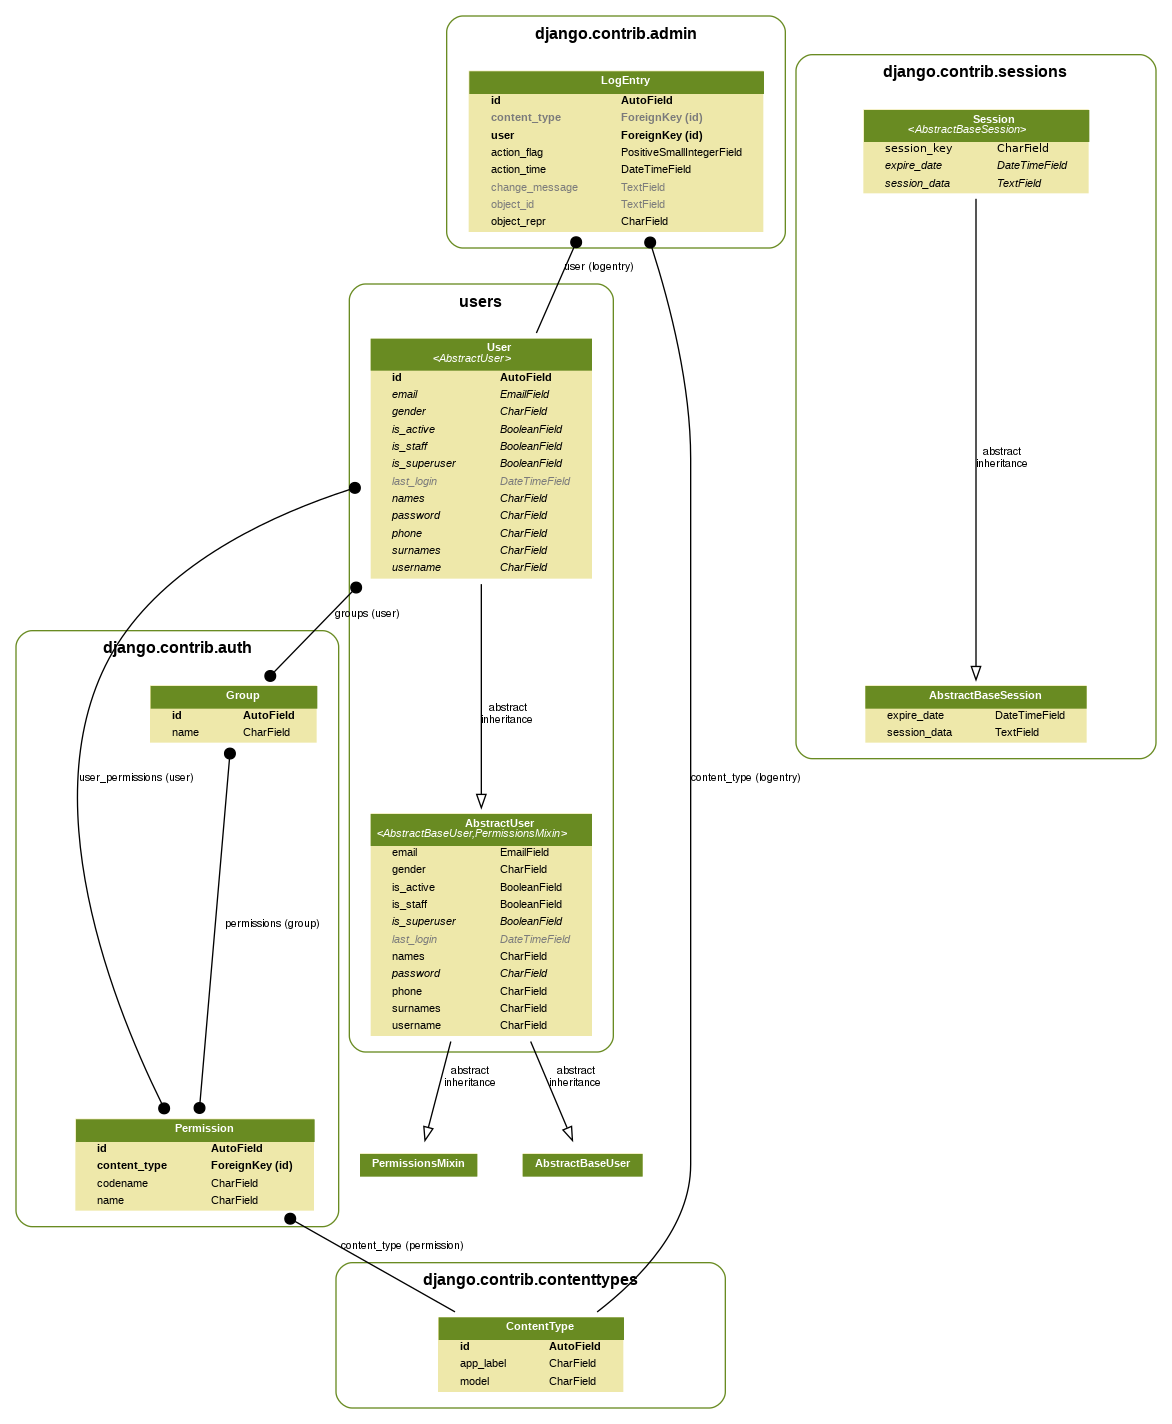 django.contrib.admin
LogEntry
id AutoField
content_type ForeignKey (id)
user ForeignKey (id)
action_flag PositiveSmallIntegerField
action_time DateTimeField
change_message TextField
object_id TextField
object_repr CharField
django.contrib.sessions
Session
<AbstractBaseSession>
session_key CharField
expire_date DateTimeField
session_data TextField
user (logentry)
users
User
<AbstractUser>
id AutoField
email EmailField
gender CharField
is_active BooleanField
is_staff BooleanField
is_superuser BooleanField
last_login DateTimeField
names CharField
password CharField
phone CharField
surnames CharField
username CharField
abstract
inheritance
groups (user)
django.contrib.auth
Group
id AutoField
name CharField
abstract
inheritance
AbstractBaseSession
expire_date DateTimeField
session_data TextField
user_permissions (user)
content_type (logentry)
AbstractUser
<AbstractBaseUser,PermissionsMixin>
email EmailField
gender CharField
is_active BooleanField
is_staff BooleanField
is_superuser BooleanField
last_login DateTimeField
names CharField
password CharField
phone CharField
surnames CharField
username CharField
permissions (group)
abstract
inheritance
abstract
inheritance
Permission
id AutoField
content_type ForeignKey (id)
codename CharField
name CharField
PermissionsMixin
AbstractBaseUser
content_type (permission)
django.contrib.contenttypes
ContentType
id AutoField
app_label CharField
model CharField